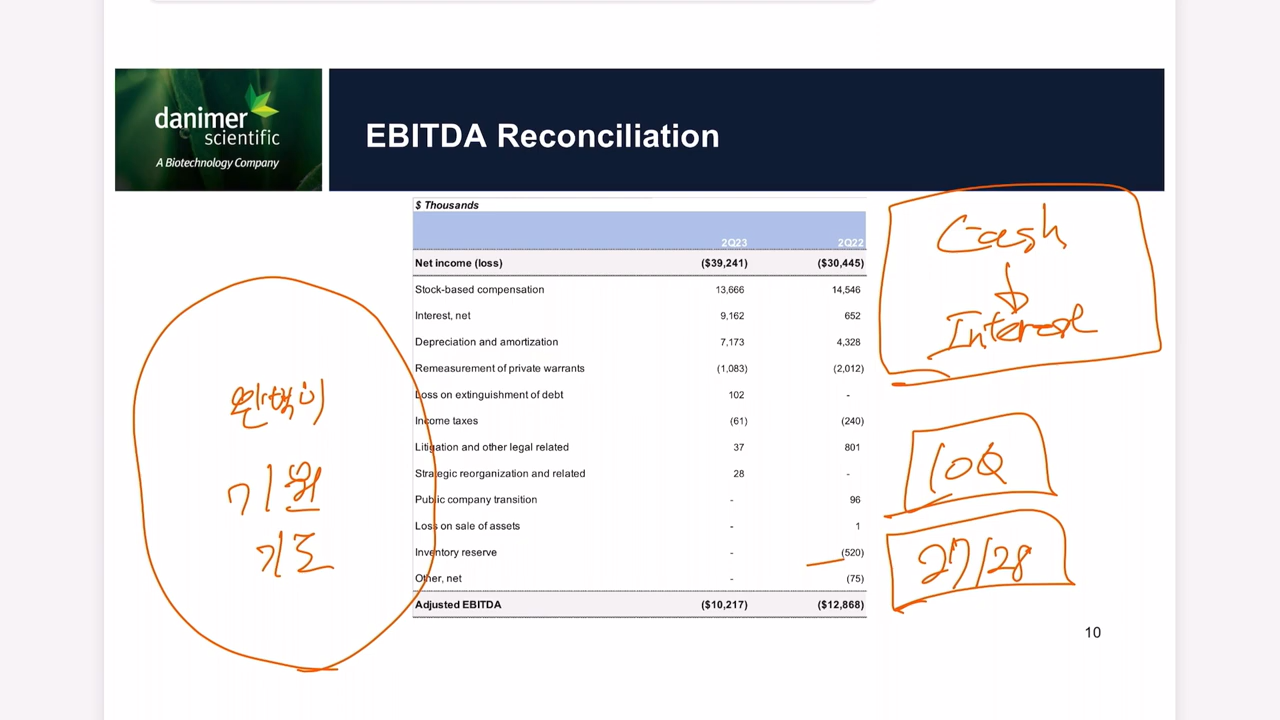 danimer
scientific
A Biotechnology Company
EBITDA Reconciliation
$ Thousands
2Q23 2Q22
Net income (loss) ($39,241) ($30,445)
Stock-based compensation 13,666 14,546
Interest, net 9,162 652
Depreciation and amortization 7,173 4,328
Remeasurement of private warrants (1,083) (2,012)
Loss on extinguishment of debt 102 -
Income taxes (61) (240)
Litigation and other legal related 37 801
Strategic reorganization and related 28 -
Public company transition - 96
Loss on sale of assets - 1
Inventory reserve - (520)
Other, net - (75)
Adjusted EBITDA ($10,217) ($12,868)
Cash
Interest
10Q
27/28
기원
기도
10